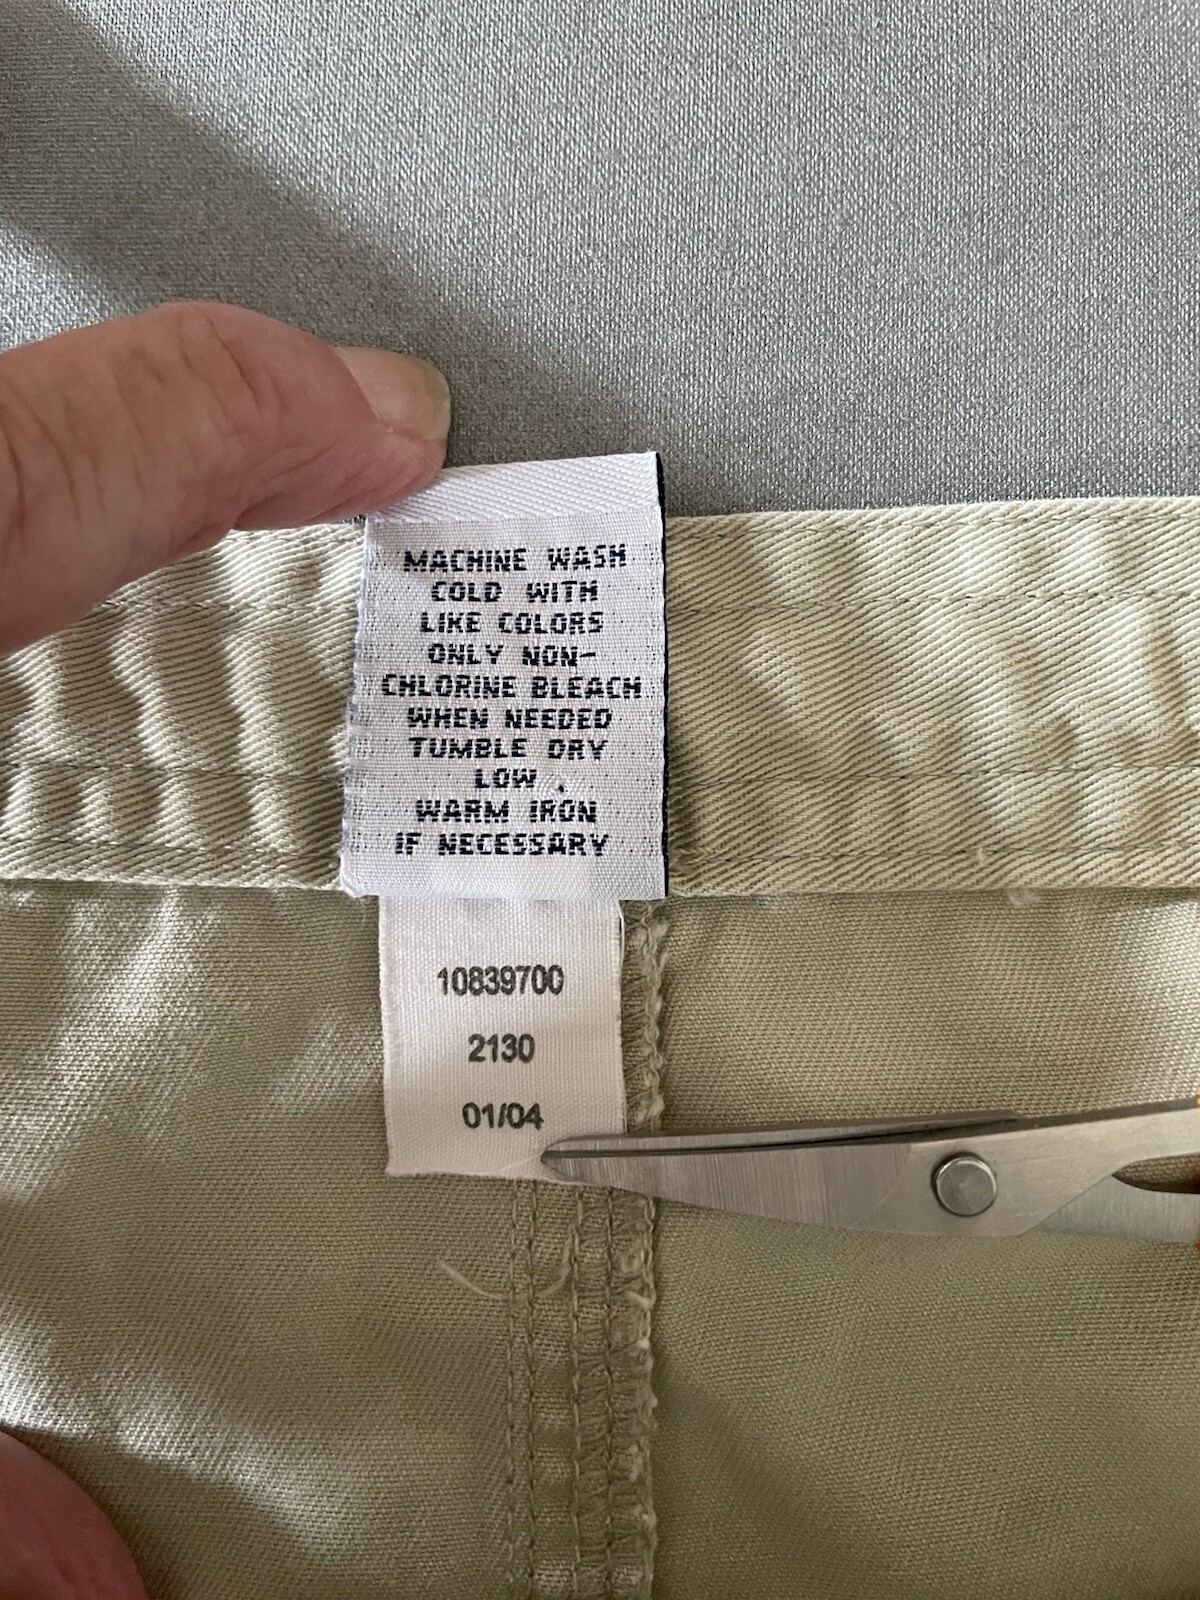 MACHINE WASH
COLD WITH
LIKE COLORS
ONLY NON-
CHLORINE BLEACH
WHEN NEEDED
TUMBLE DRY
LOW
WARM IRON
IF NECESSARY
10839700
2130
01/04